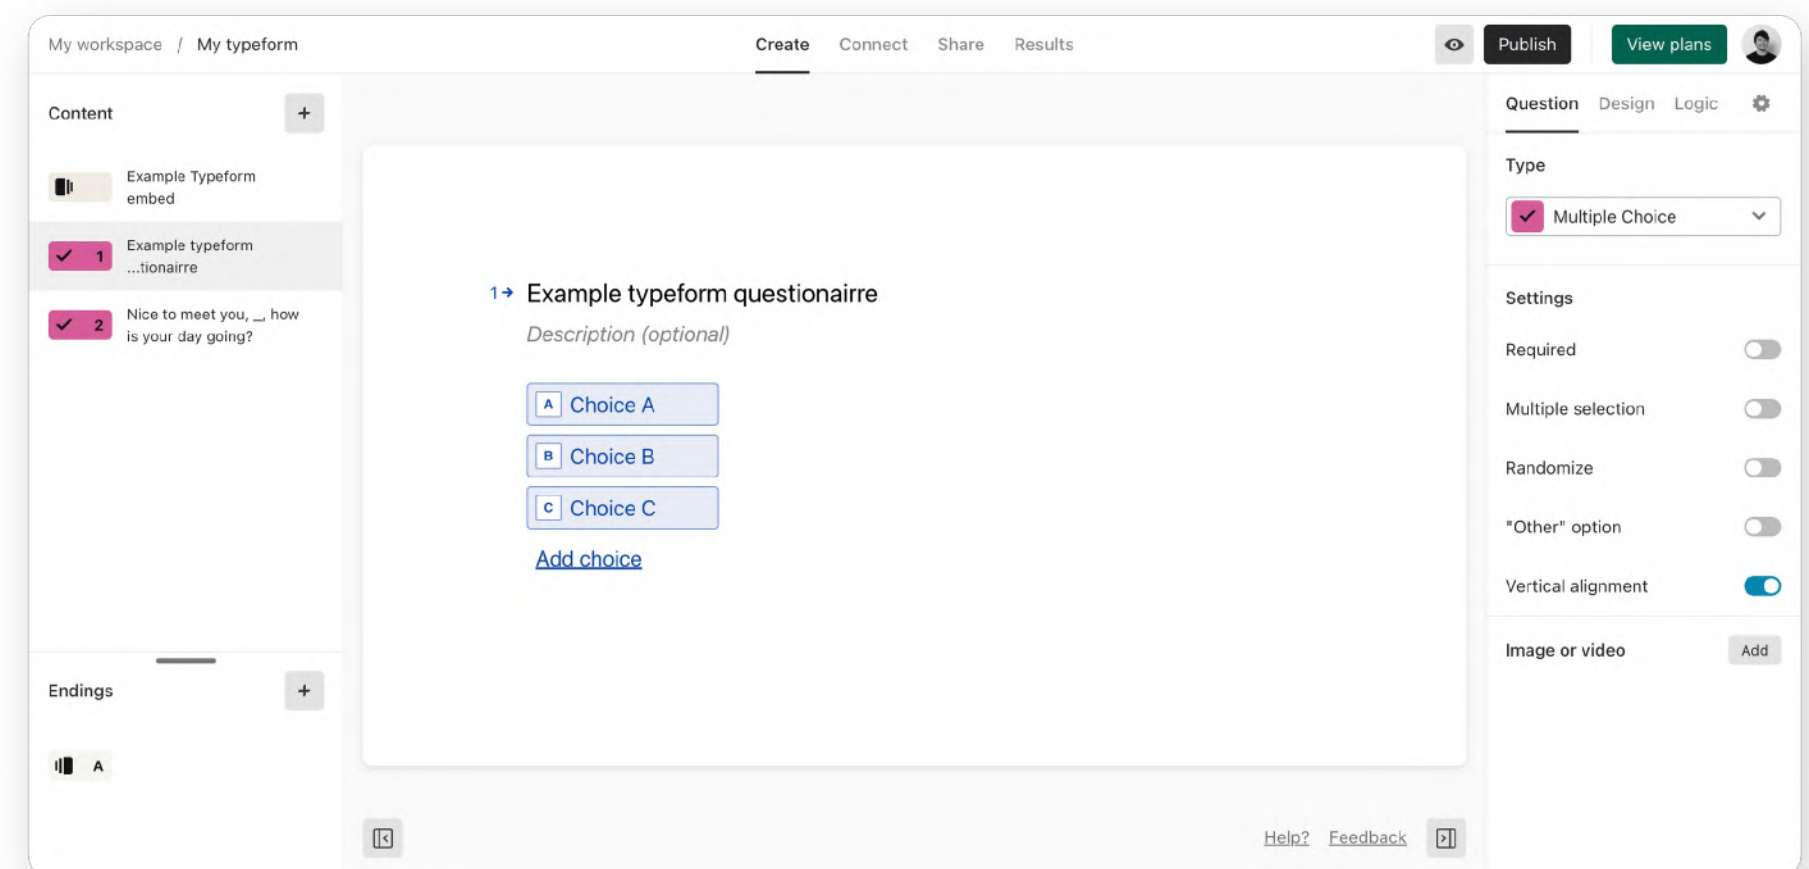 My workspace / My typeform
Create Connect Share Results
Publish
View plans
Content
+
Example Typeform
embed
1
Example typeform
...tionairre
2
Nice to meet you, _, how
is your day going?
Endings
+
A
1→ Example typeform questionairre
Description (optional)
A Choice A
B Choice B
C Choice C
Add choice
Help? Feedback
Question Design Logic
Type
Multiple Choice
Settings
Required
Multiple selection
Randomize
"Other" option
Vertical alignment
Image or video
Add